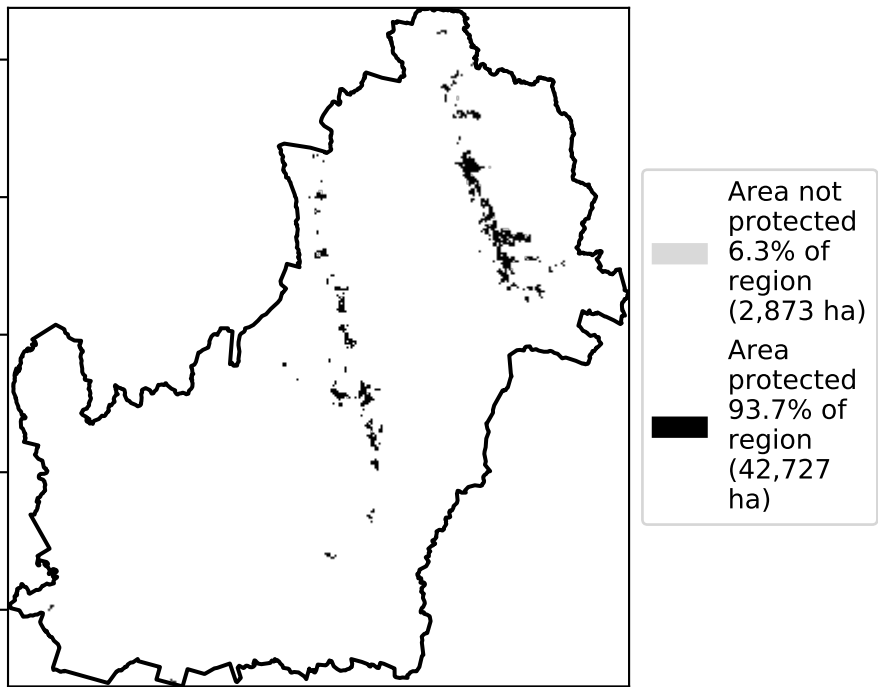 Area not
protected
6.3% of
region
(2,873 ha)
Area
protected
93.7% of
region
(42,727
ha)